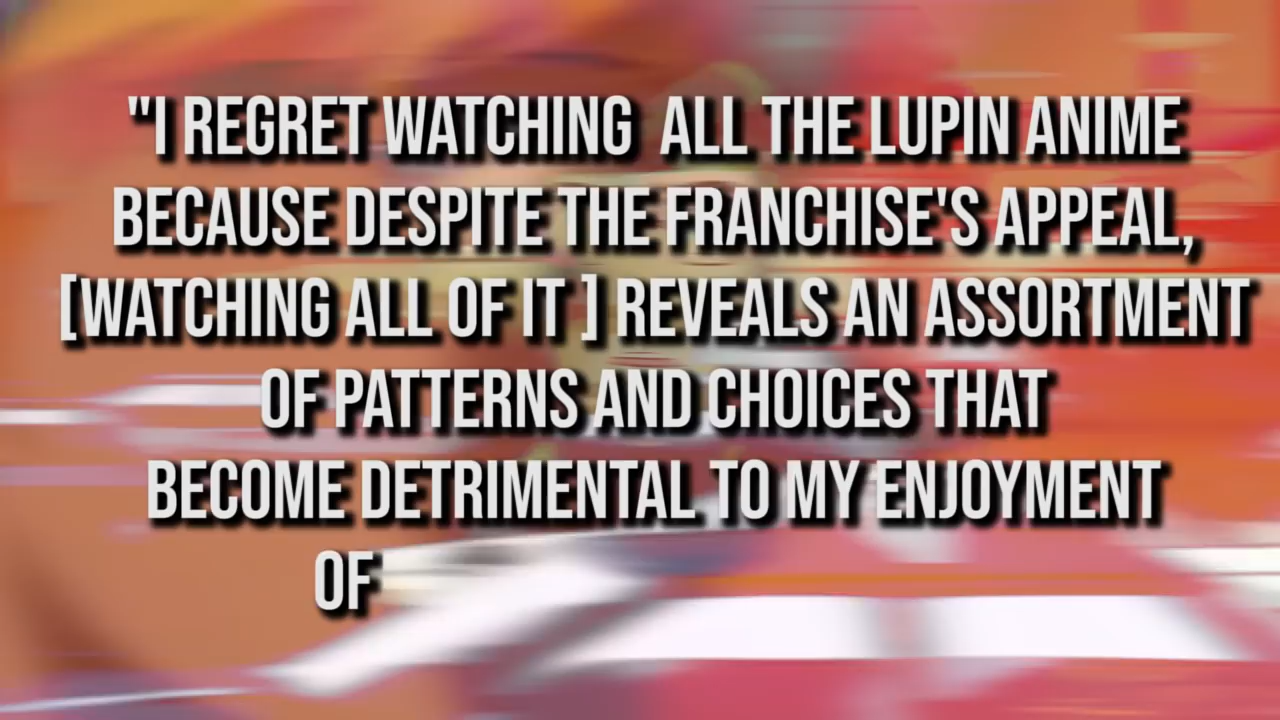 "I REGRET WATCHING ALL THE LUPIN ANIME
BECAUSE DESPITE THE FRANCHISE'S APPEAL,
[WATCHING ALL OF IT ] REVEALS AN ASSORTMENT
OF PATTERNS AND CHOICES THAT
BECOME DETRIMENTAL TO MY ENJOYMENT
OF